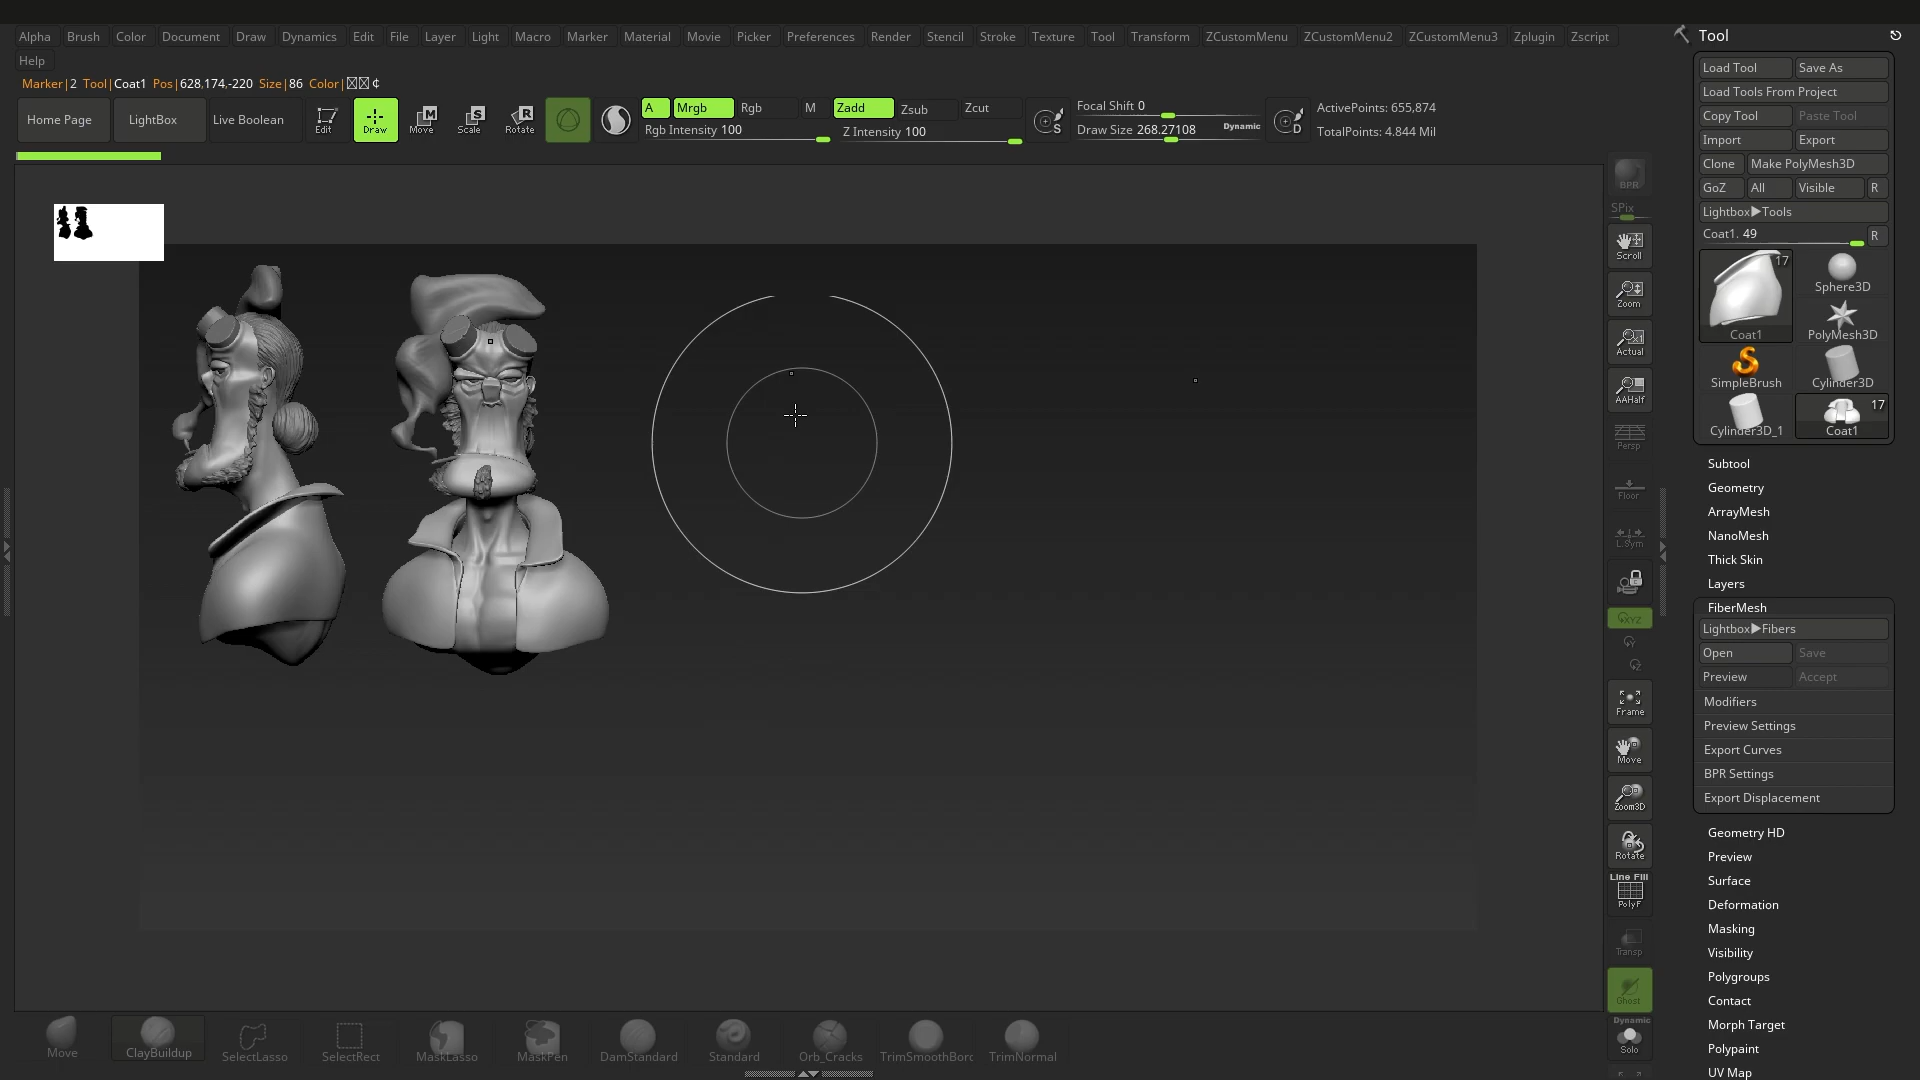 Alpha Brush Color Document Draw Dynamics Edit File Layer Light Macro Marker Material Movie Picker Preferences Render Stencil Stroke Texture Tool Transform ZCustomMenu ZCustomMenu2 ZCustomMenu3 Zplugin Zscript
Help
Tool
Marker|2 Tool|Coat1 Pos|628,174,-220 Size|86 Color|
Home Page LightBox Live Boolean Edit Draw Move Scale Rotate
M S R
A Mrgb Rgb M Zadd Zsub Zcut
Rgb Intensity 100 Z Intensity 100
S Focal Shift 0
Draw Size 268.27108 Dynamic
D ActivePoints: 655,874
TotalPoints: 4.844 Mil
BPR
SPix
Scroll
Zoom
Actual
AAHalf
Persp
Floor
L.Sym
XYZ
Y
Z
Frame
Move
Zoom3D
Rotate
Line Fill
PolyF
Transp
Ghost
Dynamic
Solo
Load Tool Save As
Load Tools From Project
Copy Tool Paste Tool
Import Export
Clone Make PolyMesh3D
GoZ All Visible R
Lightbox▶Tools
Coat1. 49 R
17
Coat1 Sphere3D
PolyMesh3D
SimpleBrush Cylinder3D
17
Cylinder3D_1 Coat1
Subtool
Geometry
ArrayMesh
NanoMesh
Thick Skin
Layers
FiberMesh
Lightbox▶Fibers
Open Save
Preview Accept
Modifiers
Preview Settings
Export Curves
BPR Settings
Export Displacement
Geometry HD
Preview
Surface
Deformation
Masking
Visibility
Polygroups
Contact
Morph Target
Polypaint
UV Map
Move ClayBuildup SelectLasso SelectRect MaskLasso MaskPen DamStandard Standard Orb_Cracks TrimSmoothBorc TrimNormal